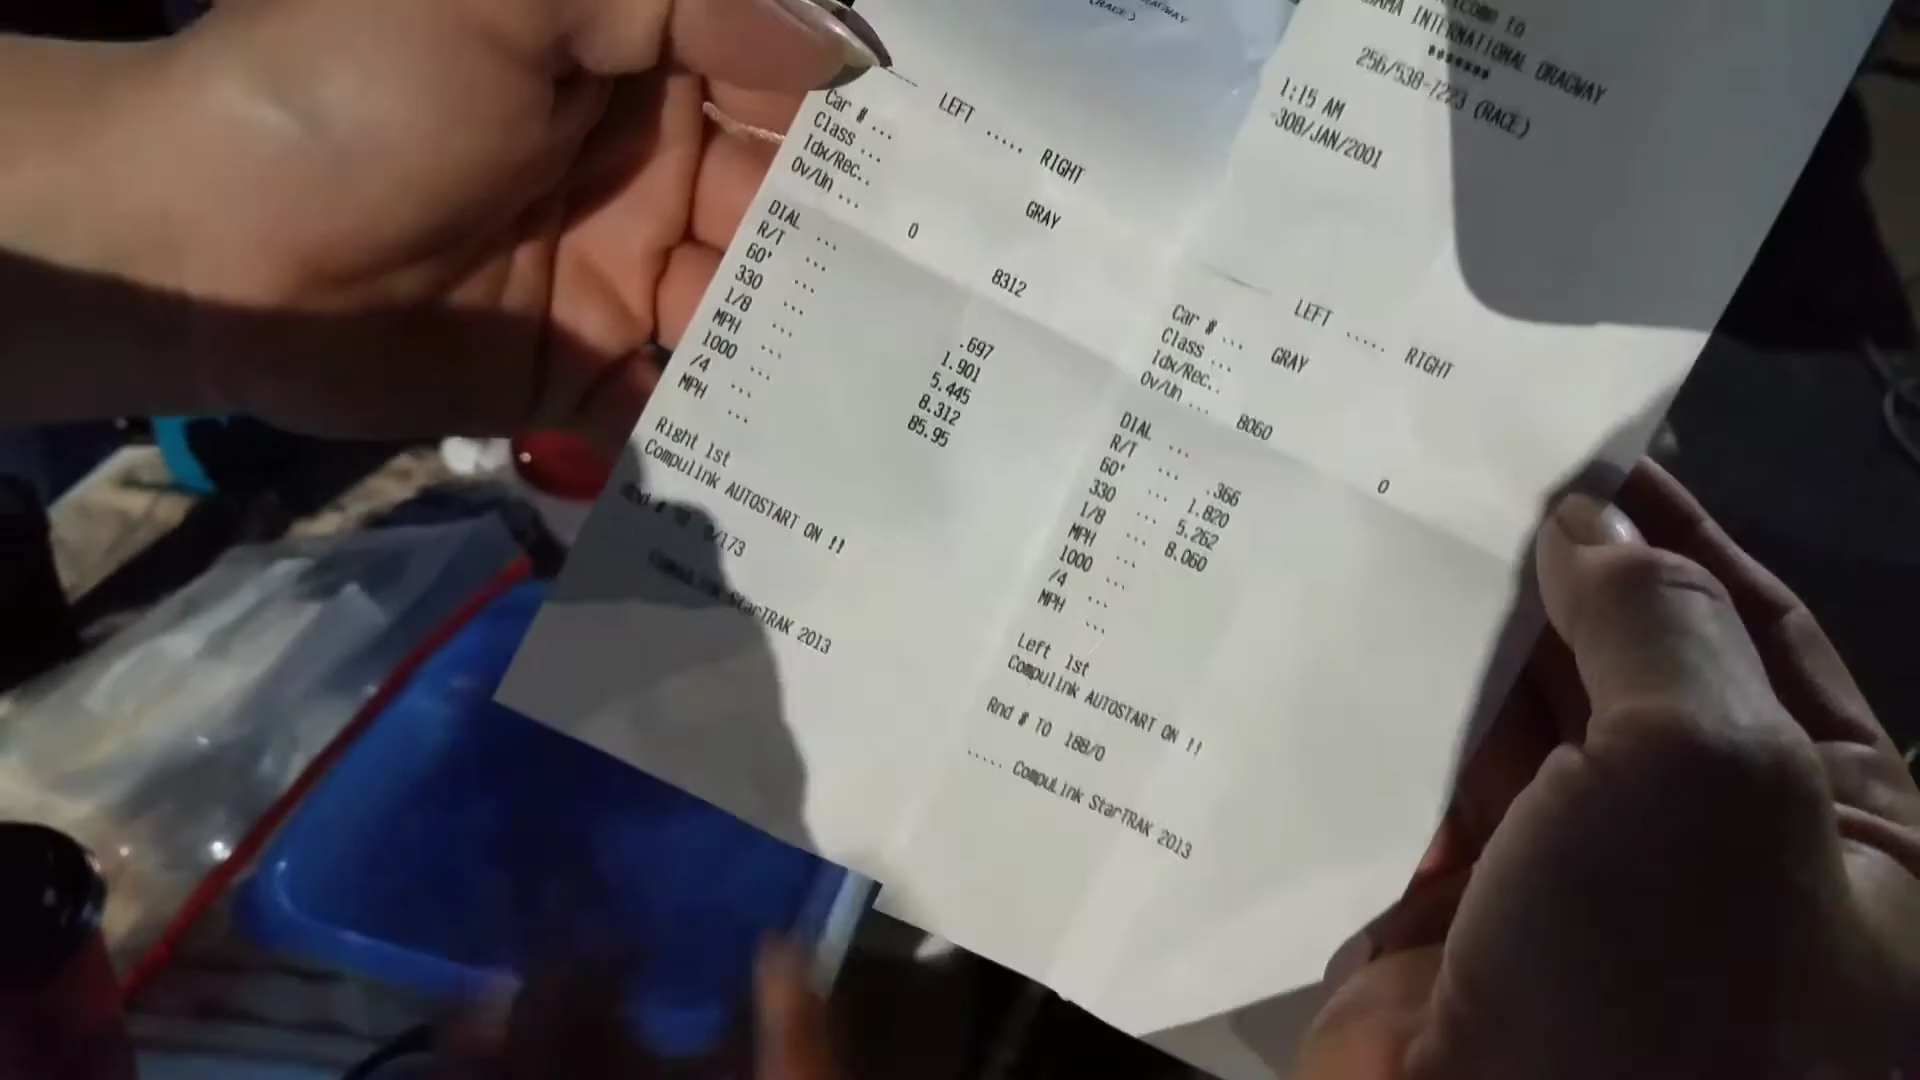 (RACE)
LEFT ..... RIGHT
Car # ...
Class ... GRAY
Idx/Rec..
Ov/Un ... 0 8312
DIAL ...
R/T ... .697
60' ... 1.901
330 ... 5.445
1/8 ... 8.312
MPH ... 85.95
1000 ...
/4 ...
MPH ...
Right 1st
Compulink AUTOSTART ON !!
Rnd # TO 0/173
CompuLink StarTRAK 2013
to
INTERNATIONAL DRAGWAY
*******
256/538-7223 (RACE)
1:15 AM
-308/JAN/2001
LEFT ..... RIGHT
Car # ...
Class ... GRAY
Idx/Rec..
Ov/Un ... 8060 0
DIAL ...
R/T ... .366
60' ... 1.820
330 ... 5.262
1/8 ... 8.060
MPH ...
1000 ...
/4 ...
MPH ...
Left 1st
Compulink AUTOSTART ON !!
Rnd # TO 188/0
..... CompuLink StarTRAK 2013